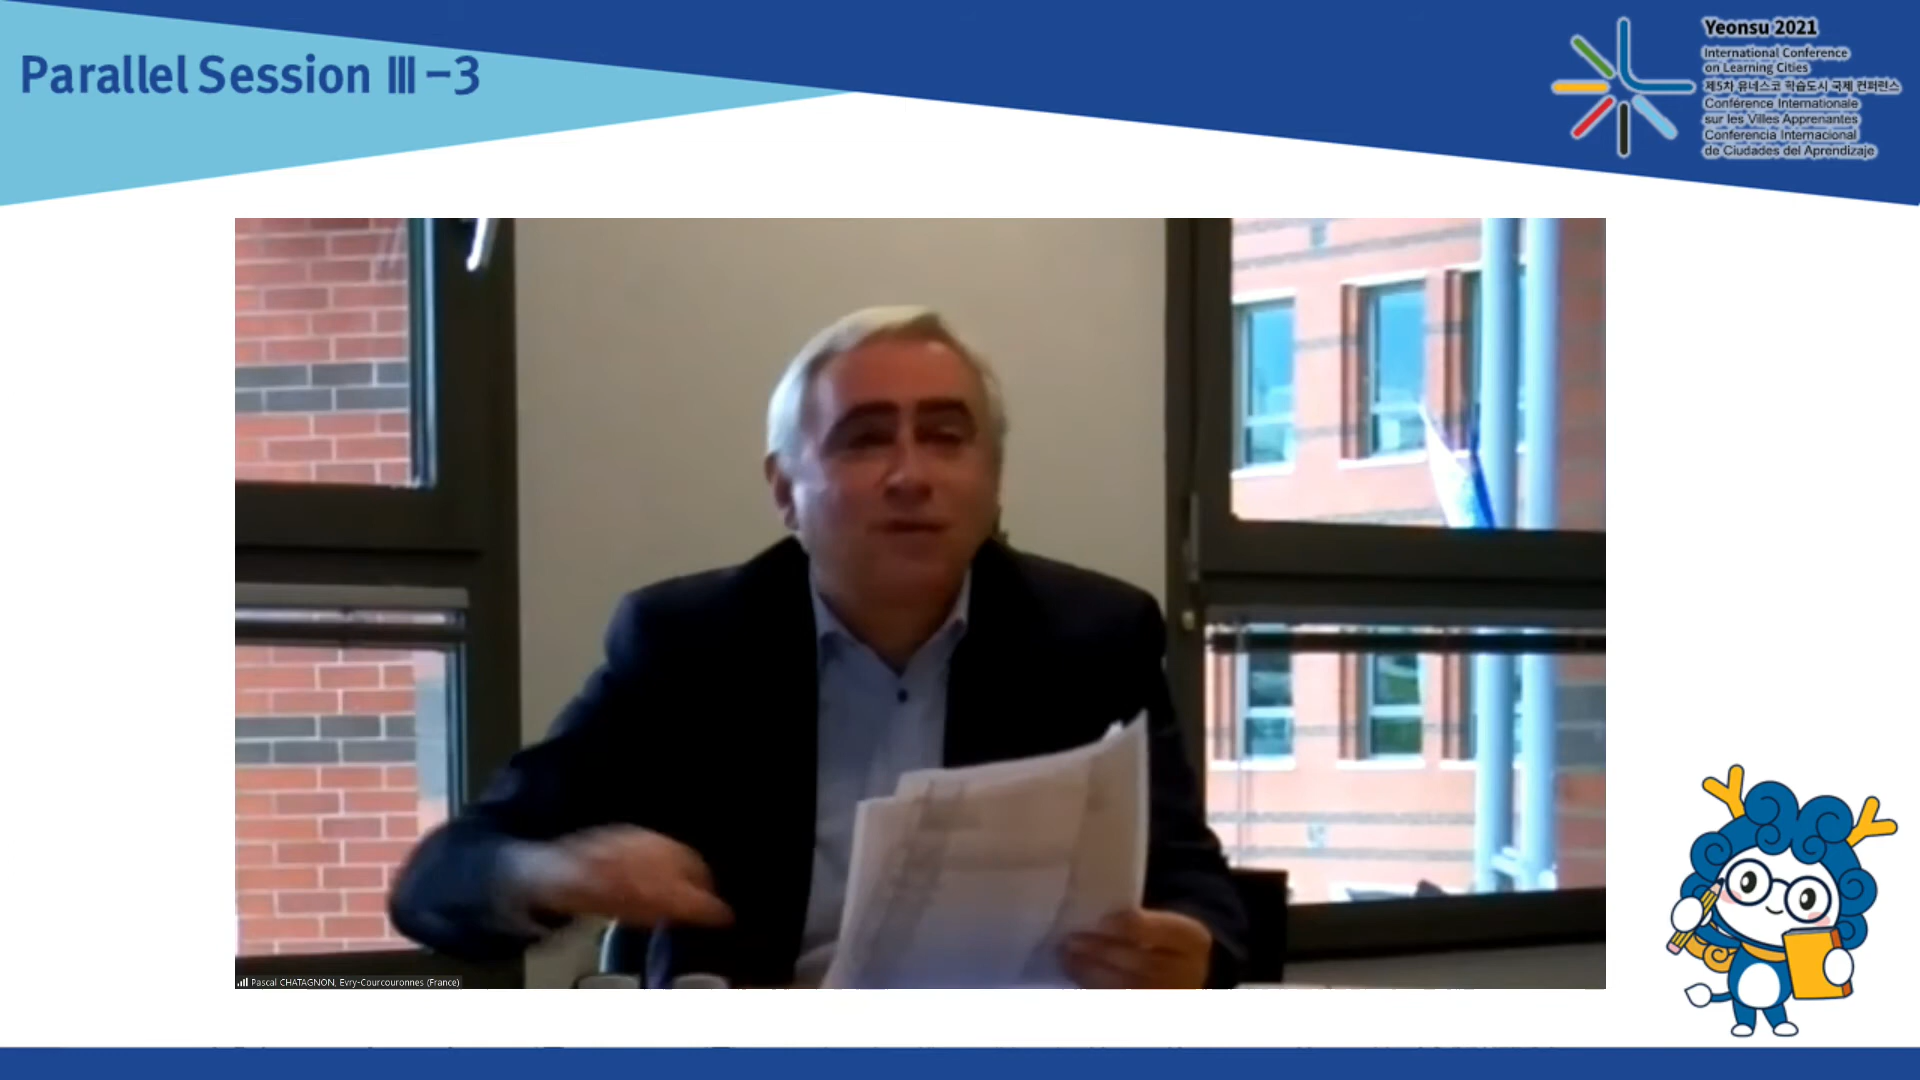 Parallel Session Ⅲ-3
Yeonsu 2021
International Conference
on Learning Cities
제5차 유네스코 학습도시 국제 컨퍼런스
Conférence Internationale
sur les Villes Apprenantes
Conferencia Internacional
de Ciudades del Aprendizaje
Pascal CHATAGNON, Evry-Courcouronnes (France)